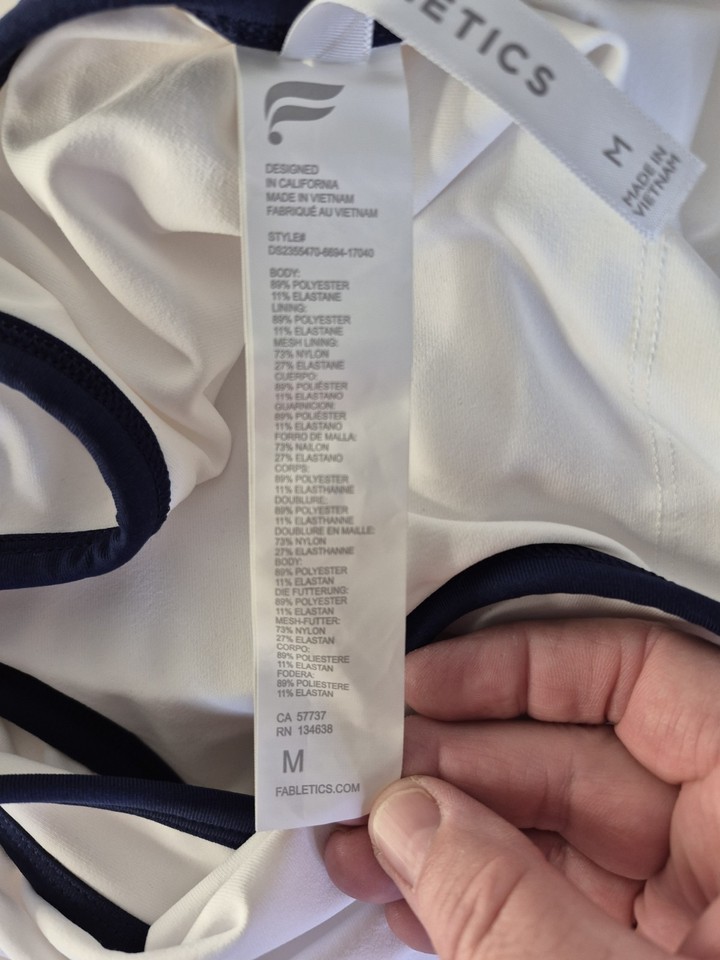 ETICS
M
MADE IN
VIETNAM
DESIGNED
IN CALIFORNIA
MADE IN VIETNAM
FABRIQUÉ AU VIETNAM
STYLE#
DS2355470-6694-17040
BODY:
89% POLYESTER
11% ELASTANE
LINING:
89% POLYESTER
11% ELASTANE
MESH LINING:
73% NYLON
27% ELASTANE
CUERPO:
89% POLIÉSTER
11% ELASTANO
GUARNICION:
89% POLIÉSTER
11% ELASTANO
FORRO DE MALLA:
73% NAILON
27% ELASTANO
CORPS:
89% POLYESTER
11% ELASTHANNE
DOUBLURE:
89% POLYESTER
11% ELASTHANNE
DOUBLURE EN MAILLE:
73% NYLON
27% ELASTHANNE
BODY:
89% POLYESTER
11% ELASTAN
DIE FUTTERUNG:
89% POLYESTER
11% ELASTAN
MESH-FUTTER:
73% NYLON
27% ELASTAN
CORPO:
89% POLIESTERE
11% ELASTAN
FODERA:
89% POLIESTERE
11% ELASTAN
CA 57737
RN 134638
M
FABLETICS.COM